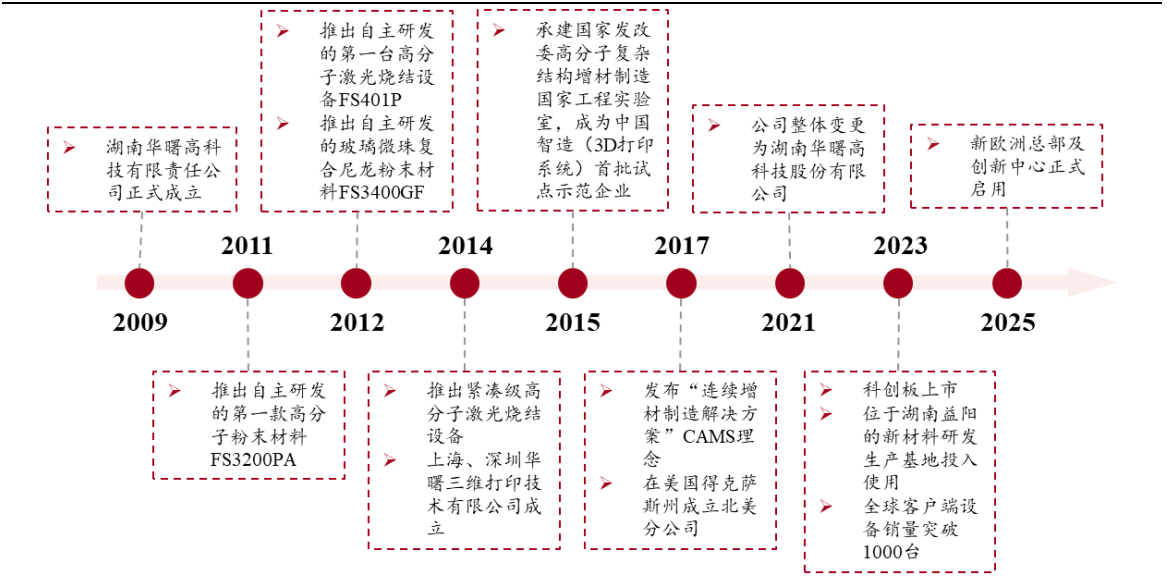 湖南华曙高科
技有限责任公
司正式成立
推出自主研发
的第一台高分
子激光烧结设
备FS401P
推出自主研发
的玻璃微珠复
合尼龙粉末材
料FS3400GF
承建国家发改
委高分子复杂
结构增材制造
国家工程实验
室，成为中国
智造（3D打印
系统）首批试
点示范企业
公司整体变更
为湖南华曙高
科技股份有限
公司
新欧洲总部及
创新中心正式
启用
2011
2014
2017
2023
2009
2012
2015
2021
2025
推出自主研发
的第一款高分
子粉末材料
FS3200PA
推出紧凑级高
分子激光烧结
设备
上海、深圳华
曙三维打印技
术有限公司成
立
发布“连续增
材制造解决方
案”CAMS理
念
在美国得克萨
斯州成立北美
分公司
科创板上市
位于湖南益阳
的新材料研发
生产基地投入
使用
全球客户端设
备销量突破
1000台